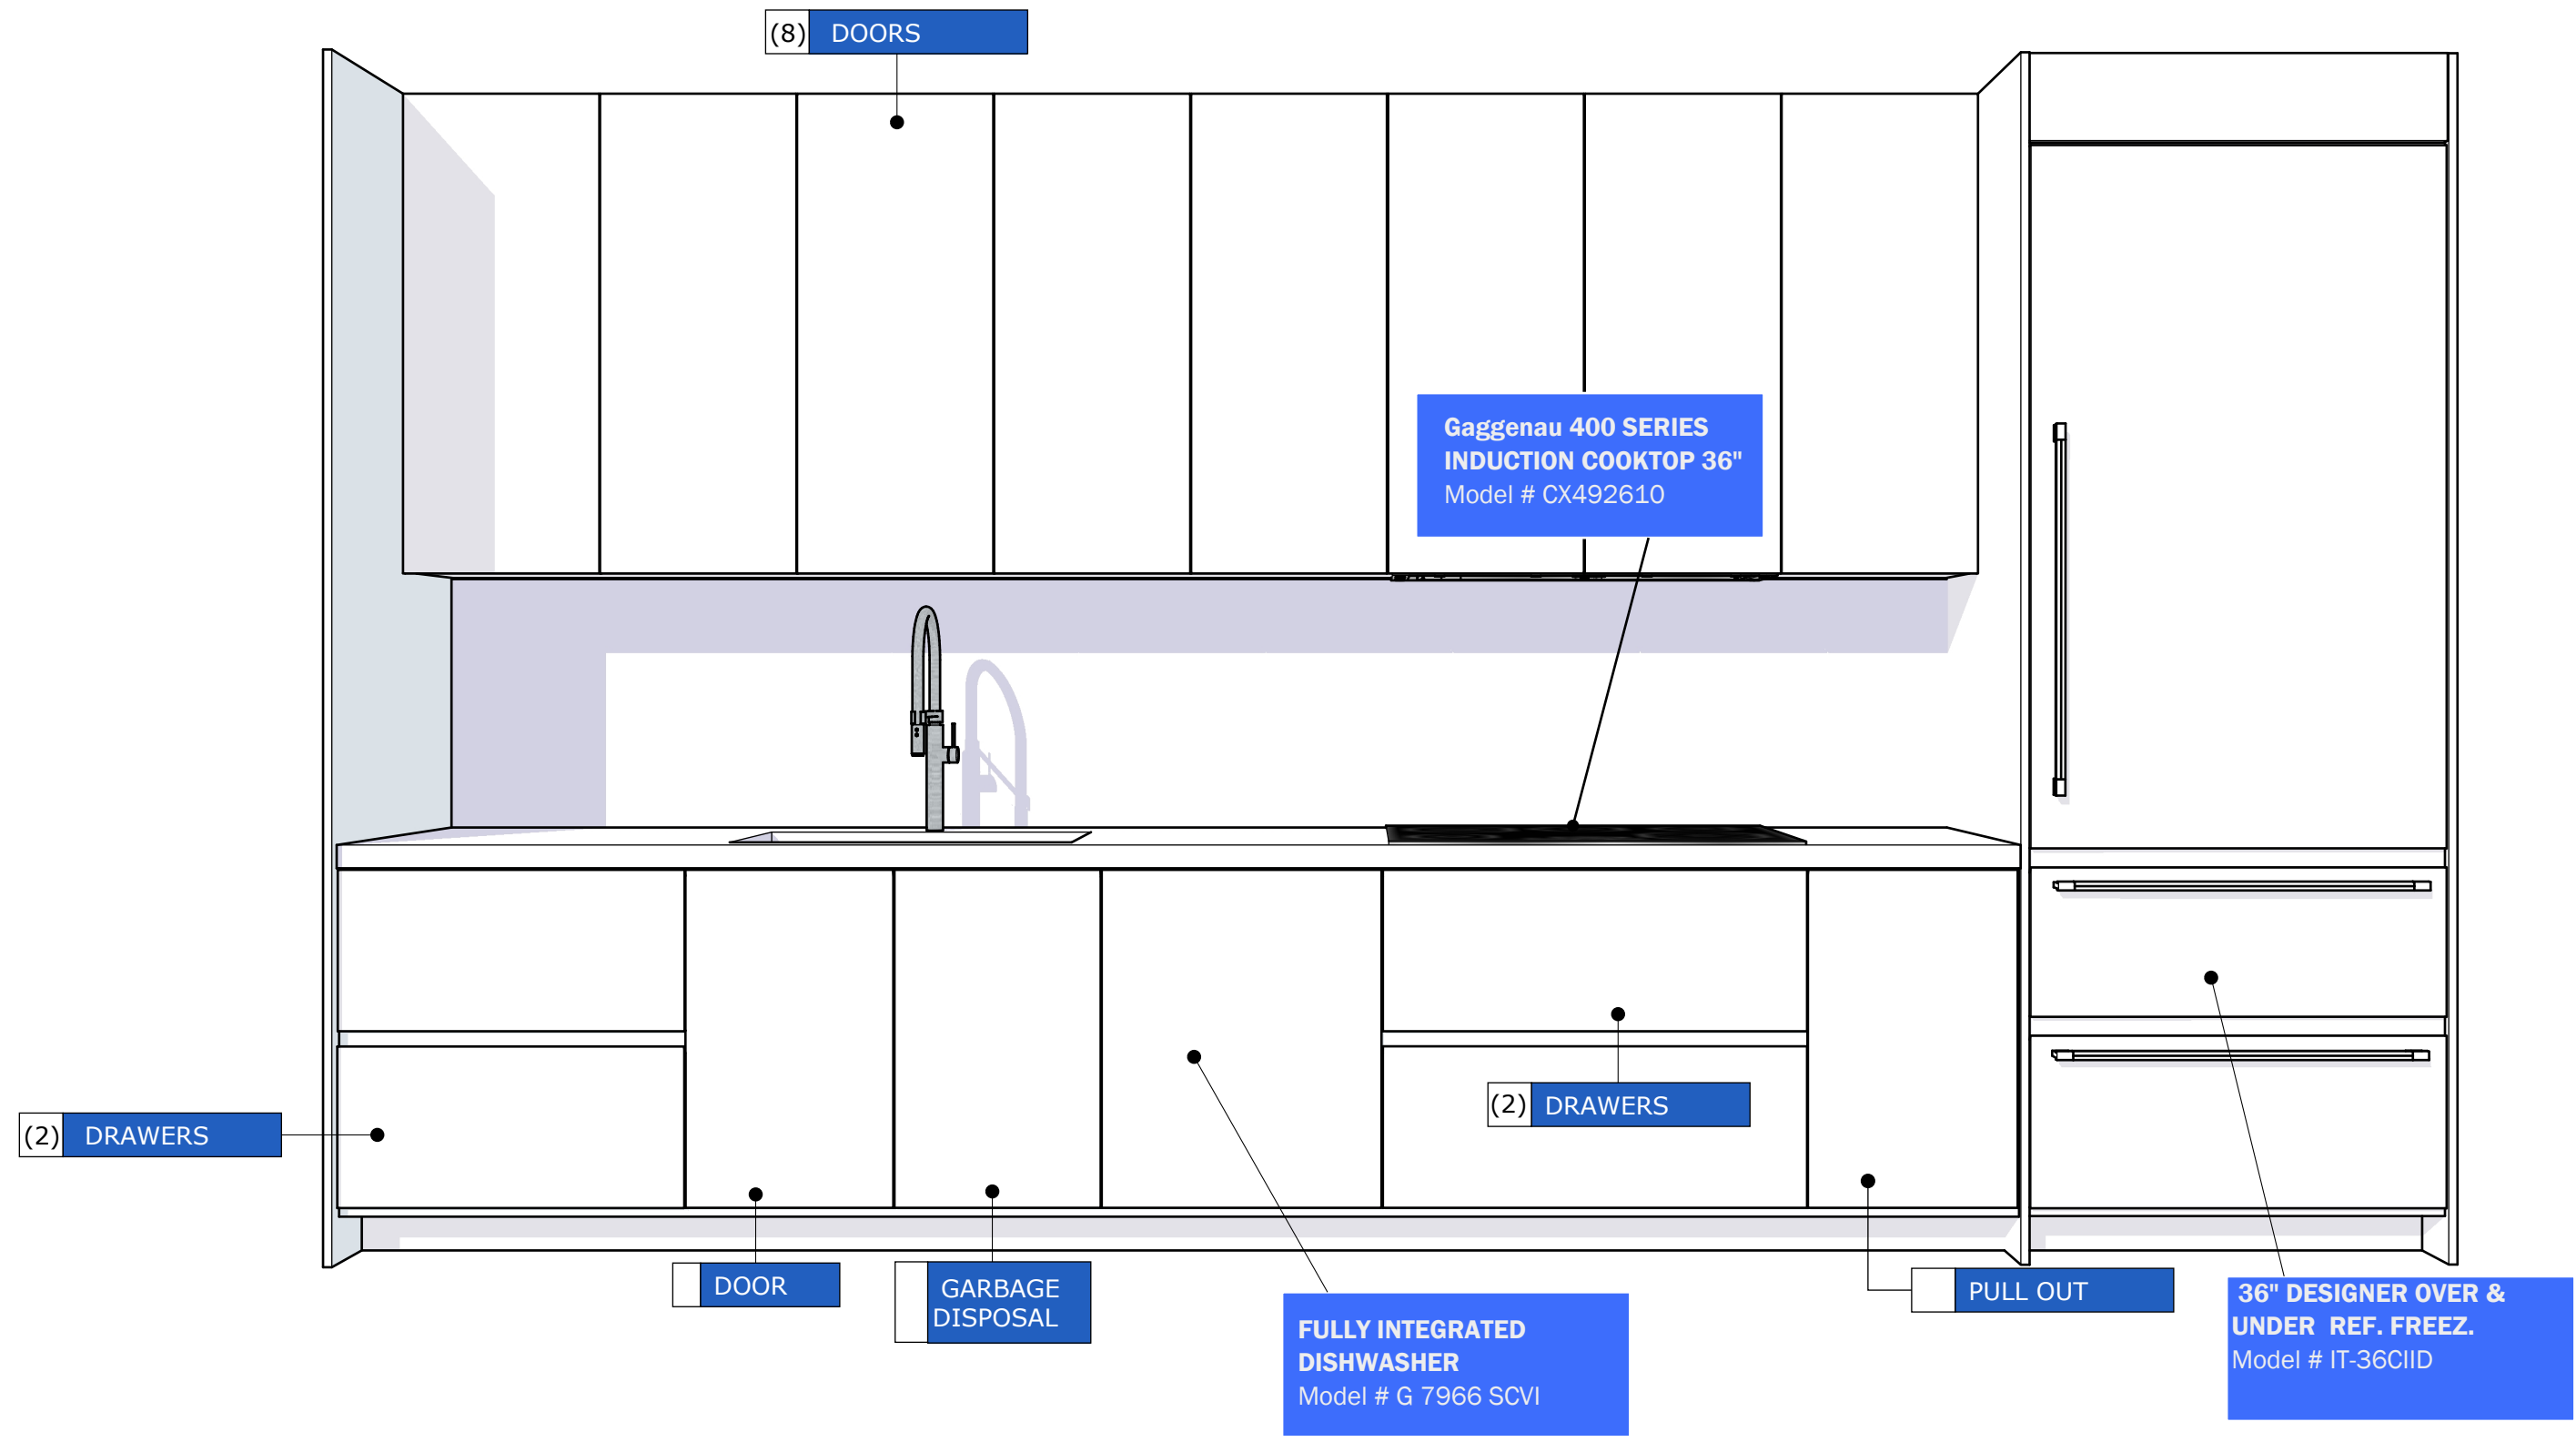 (8) DOORS
Gaggenau 400 SERIES
INDUCTION COOKTOP 36"
Model # CX492610
(2) DRAWERS
(2) DRAWERS
DOOR
GARBAGE
DISPOSAL
FULLY INTEGRATED
DISHWASHER
Model # G 7966 SCVI
PULL OUT
36" DESIGNER OVER &
UNDER REF. FREEZ.
Model # IT-36CIID